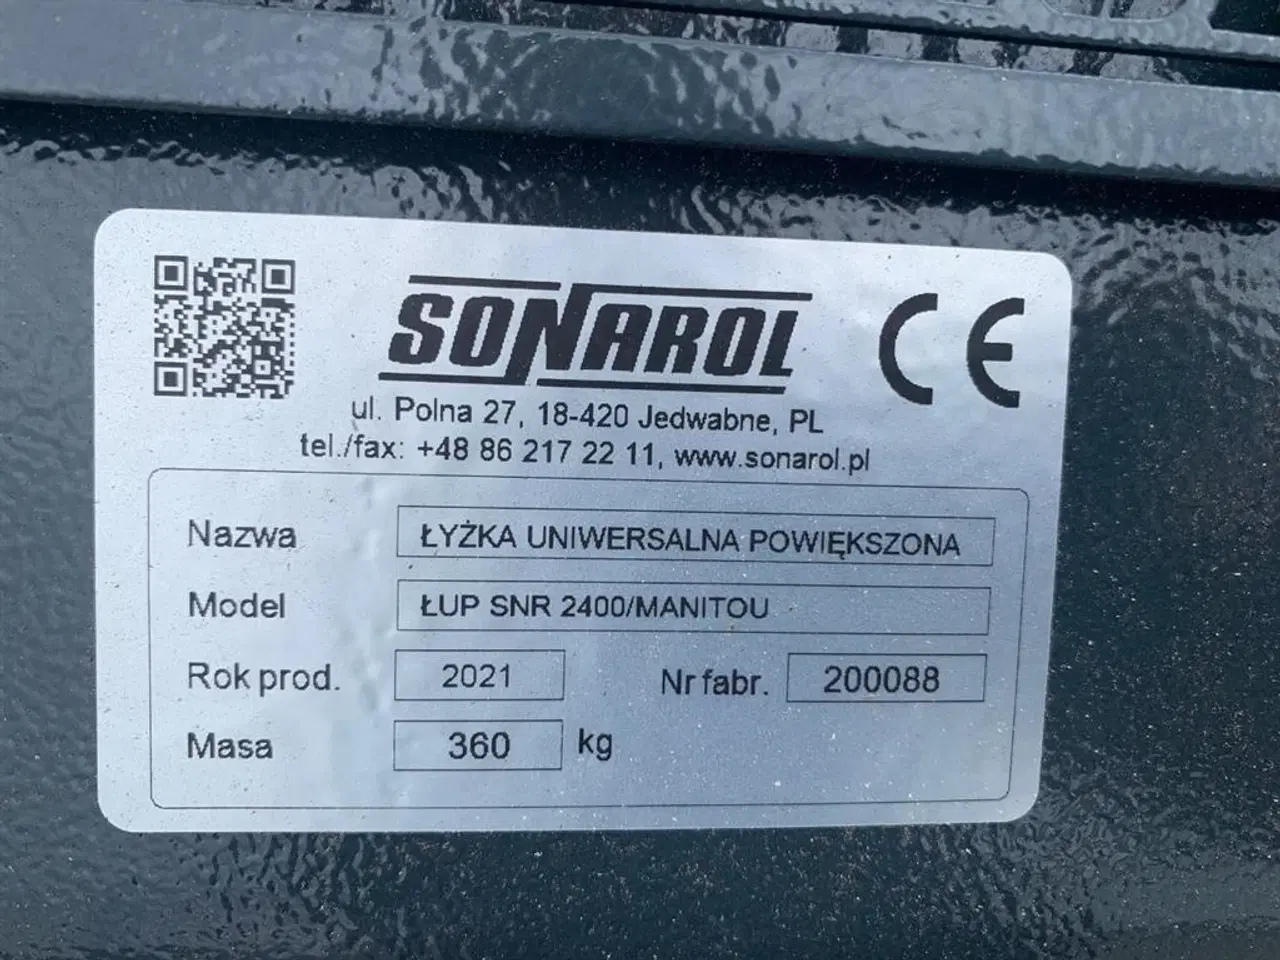 SONAROL
CE
ul. Polna 27, 18-420 Jedwabne, PL
tel./fax: +48 86 217 22 11, www.sonarol.pl
Nazwa ŁYŻKA UNIWERSALNA POWIĘKSZONA
Model ŁUP SNR 2400/MANITOU
Rok prod. 2021 Nr fabr. 200088
Masa 360 kg